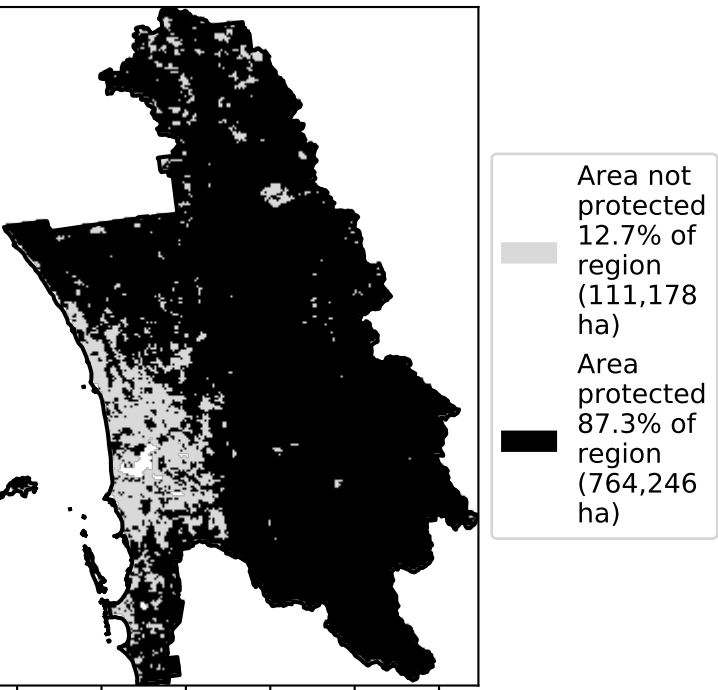 Area not
protected
12.7% of
region
(111,178
ha)
Area
protected
87.3% of
region
(764,246
ha)